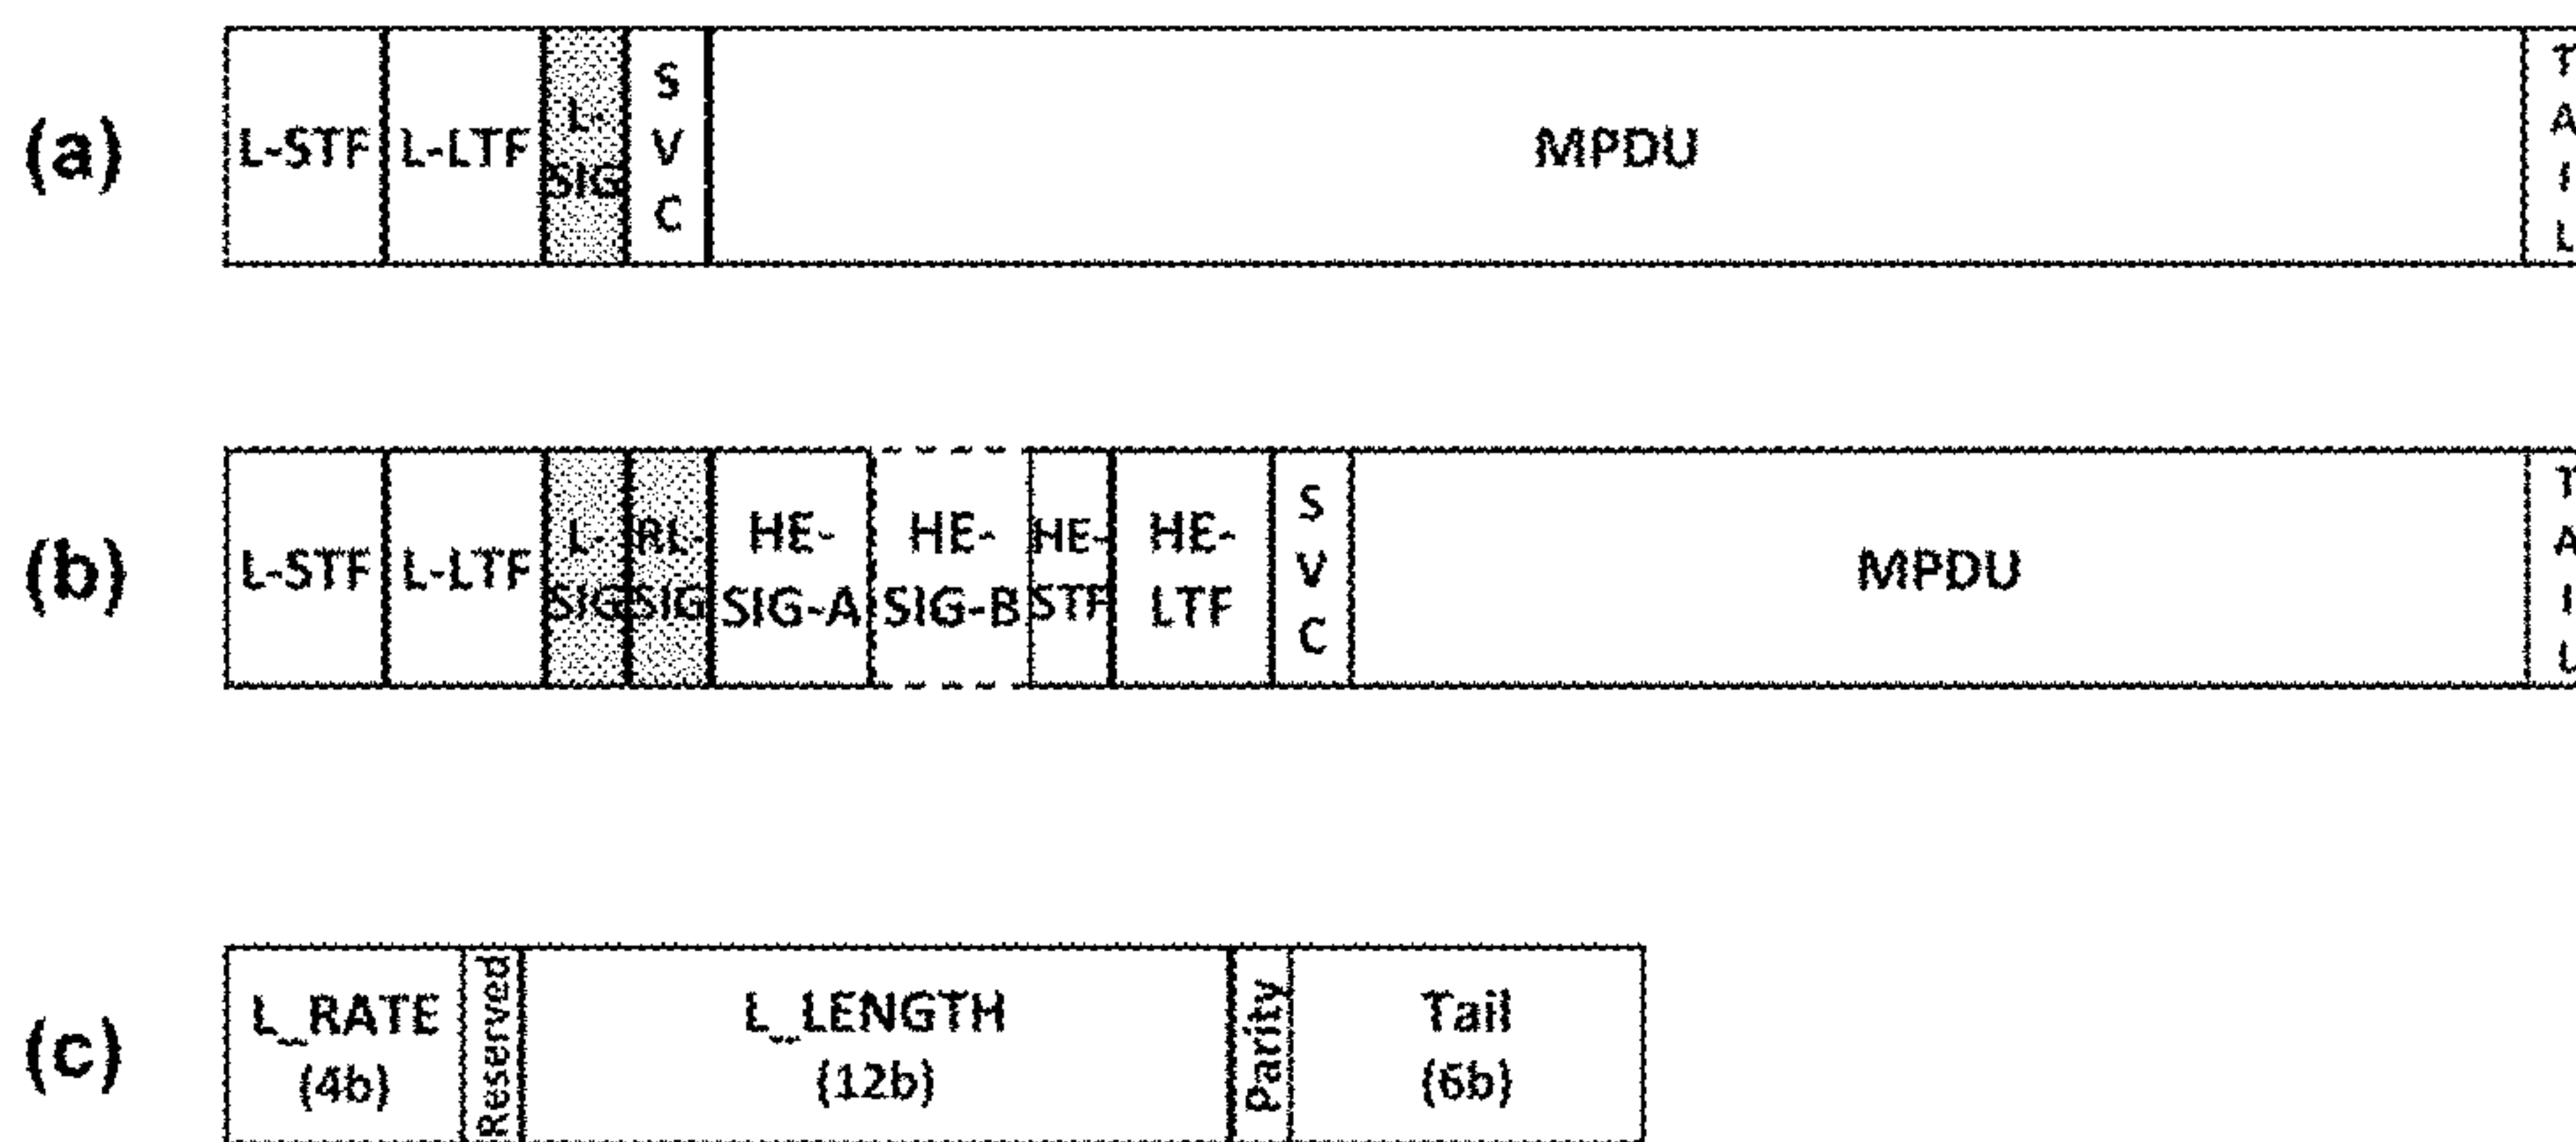 (a)
L-STF
L-LTF
L-
SIG
S
V
C
MPDU
T
A
I
L
(b)
L-STF
L-LTF
L-
SIG
RL-
SIG
HE-
SIG-A
HE-
SIG-B
HE-
STF
HE-
LTF
S
V
C
MPDU
T
A
I
L
(c)
L_RATE
(4b)
Reserved
L_LENGTH
(12b)
Parity
Tail
(6b)